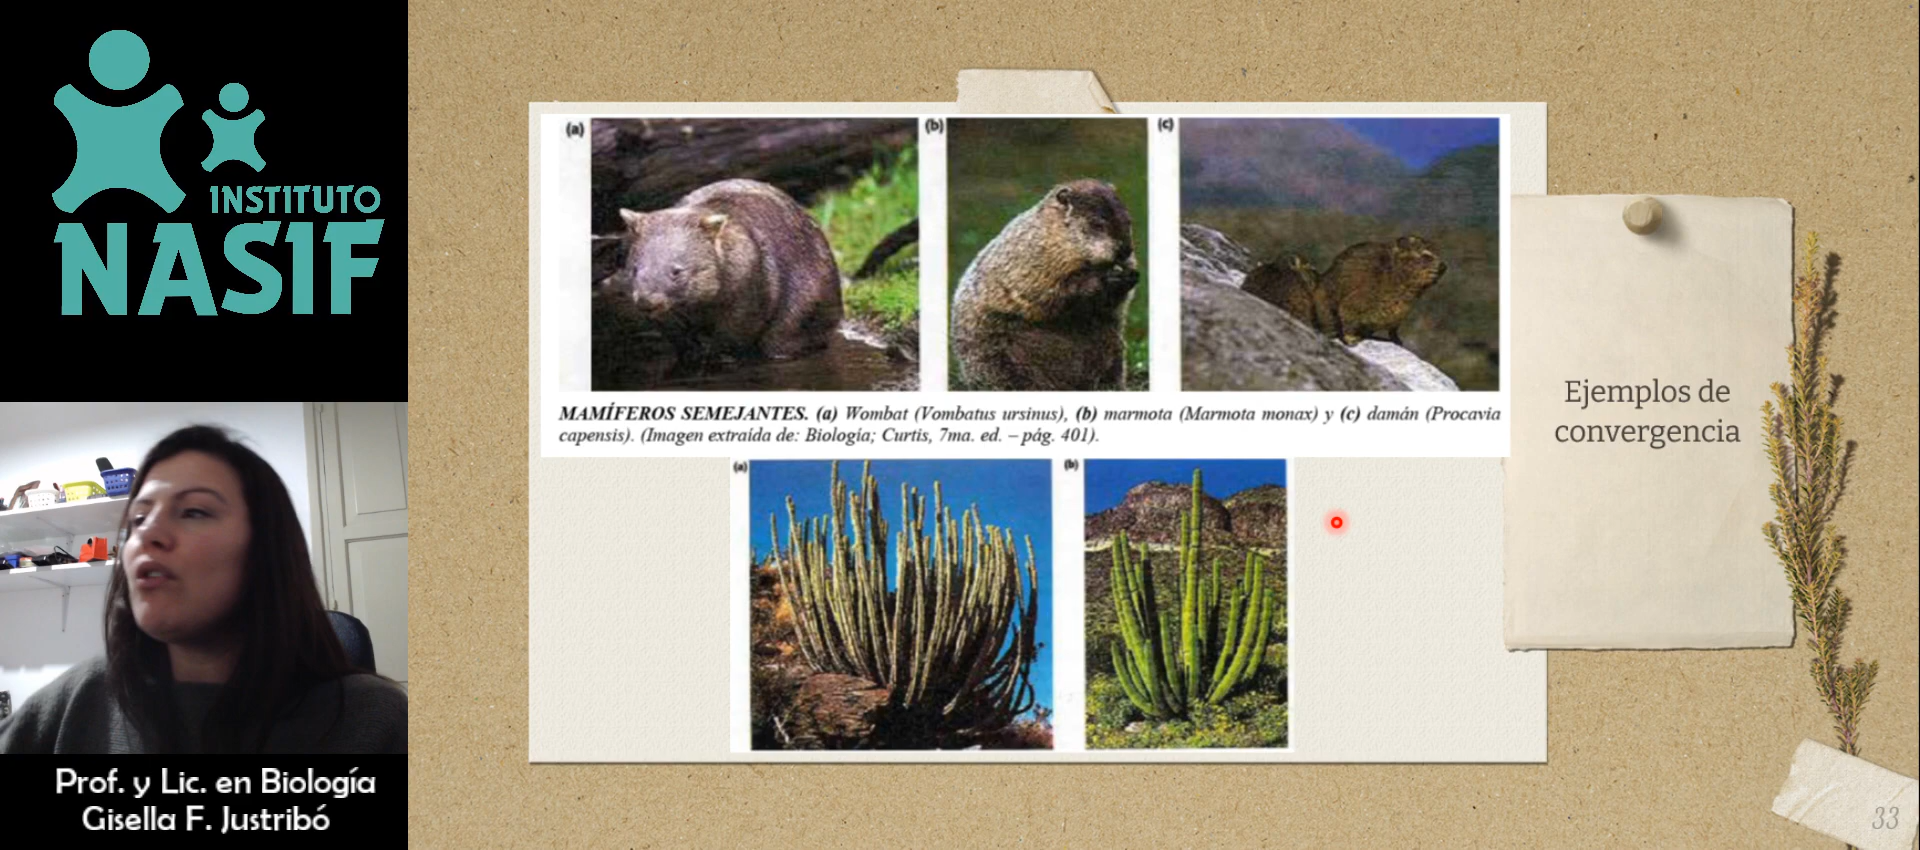 INSTITUTO
NASIF
Prof. y Lic. en Biología
Gisella F. Justribó
(a)
(b)
(c)
MAMÍFEROS SEMEJANTES. (a) Wombat (Vombatus ursinus), (b) marmota (Marmota monax) y (c) damán (Procavia
capensis). (Imagen extraída de: Biología; Curtis, 7ma. ed. – pág. 401).
(a)
(b)
Ejemplos de
convergencia
33